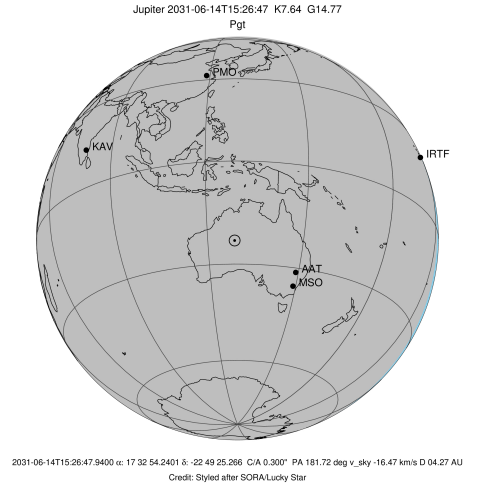 Jupiter 2031-06-14T15:26:47 K7.64 G14.77
Pgt
PMO
KAV
IRTF
AAT
MSO
2031-06-14T15:26:47.9400 α: 17 32 54.2401 δ: -22 49 25.266 C/A 0.300" PA 181.72 deg v_sky -16.47 km/s D 04.27 AU
Credit: Styled after SORA/Lucky Star